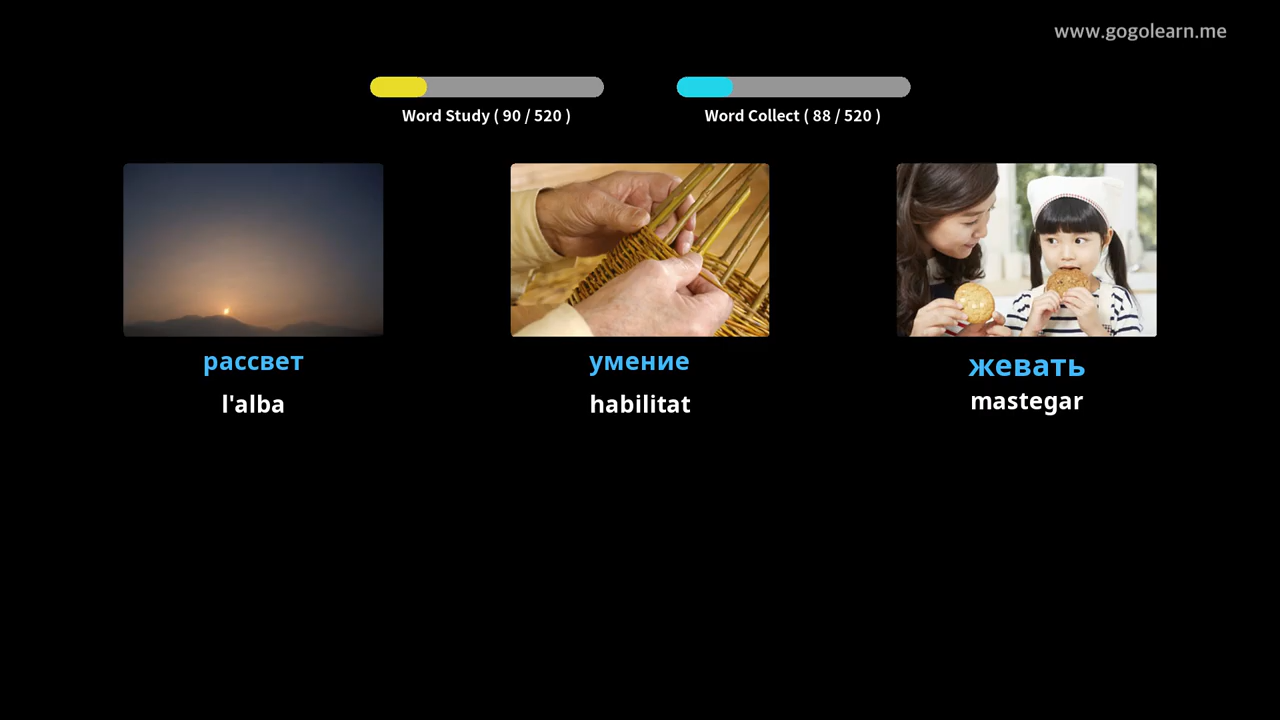 www.gogolearn.me
Word Study ( 90 / 520 )
Word Collect ( 88 / 520 )
рассвет
l'alba
умение
habilitat
жевать
mastegar